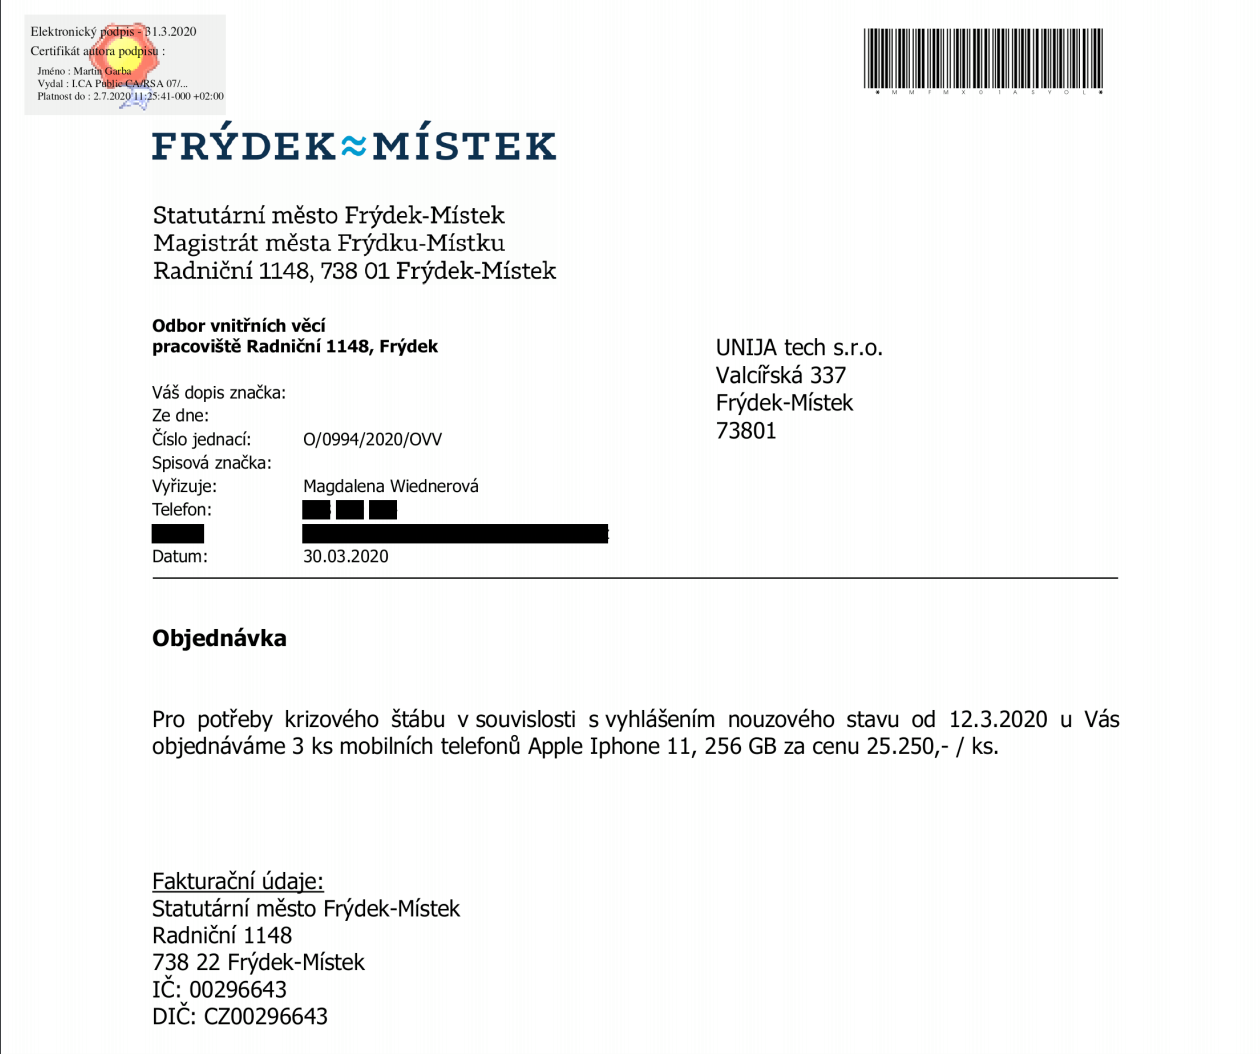 Elektronický podpis - 31.3.2020
Certifikát autora podpisu :
Jméno : Martin Garba
Vydal : I.CA Public CA/RSA 07/...
Platnost do : 2.7.2020 11:25:41-000 +02:00
* M M F M X 0 1 A S Y O L *
FRÝDEK≈MÍSTEK
Statutární město Frýdek-Místek
Magistrát města Frýdku-Místku
Radniční 1148, 738 01 Frýdek-Místek
Odbor vnitřních věcí
pracoviště Radniční 1148, Frýdek
UNIJA tech s.r.o.
Valcířská 337
Frýdek-Místek
73801
Váš dopis značka:
Ze dne:
Číslo jednací: O/0994/2020/OVV
Spisová značka:
Vyřizuje: Magdalena Wiednerová
Telefon:
Datum: 30.03.2020
Objednávka
Pro potřeby krizového štábu v souvislosti s vyhlášením nouzového stavu od 12.3.2020 u Vás
objednáváme 3 ks mobilních telefonů Apple Iphone 11, 256 GB za cenu 25.250,- / ks.
Fakturační údaje:
Statutární město Frýdek-Místek
Radniční 1148
738 22 Frýdek-Místek
IČ: 00296643
DIČ: CZ00296643